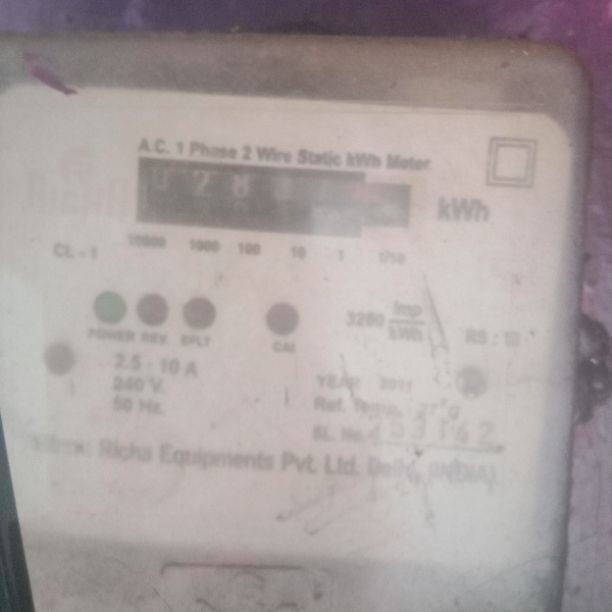 A.C. 1 Phase 2 Wire Static kWh Meter
kWh
10000 1000 100 10 1 1/10
CL - 1
3200 Imp/kWh
POWER REV. EPLT CAL
2.5 - 10 A
240 V.
50 Hz.
YEAR 2011
Ref. Temp. 27°C
SL. No.
Richa Equipments Pvt. Ltd. Delhi, (INDIA)